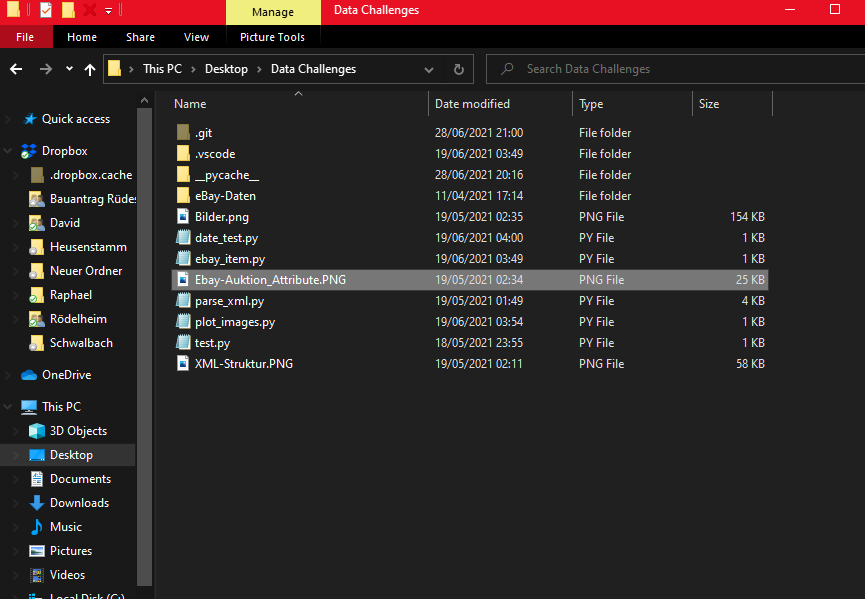 Manage
Data Challenges
File
Home
Share
View
Picture Tools
This PC
Desktop
Data Challenges
Search Data Challenges
Quick access
Dropbox
.dropbox.cache
Bauantrag Rüdes
David
Heusenstamm
Neuer Ordner
Raphael
Rödelheim
Schwalbach
OneDrive
This PC
3D Objects
Desktop
Documents
Downloads
Music
Pictures
Videos
Local Disk (C:)
Name Date modified Type Size
.git 28/06/2021 21:00 File folder
.vscode 19/06/2021 03:49 File folder
__pycache__ 28/06/2021 20:16 File folder
eBay-Daten 11/04/2021 17:14 File folder
Bilder.png 19/05/2021 02:35 PNG File 154 KB
date_test.py 19/06/2021 04:00 PY File 1 KB
ebay_item.py 19/06/2021 03:49 PY File 1 KB
Ebay-Auktion_Attribute.PNG 19/05/2021 02:34 PNG File 25 KB
parse_xml.py 19/05/2021 01:49 PY File 4 KB
plot_images.py 19/06/2021 03:54 PY File 1 KB
test.py 18/05/2021 23:55 PY File 1 KB
XML-Struktur.PNG 19/05/2021 02:11 PNG File 58 KB